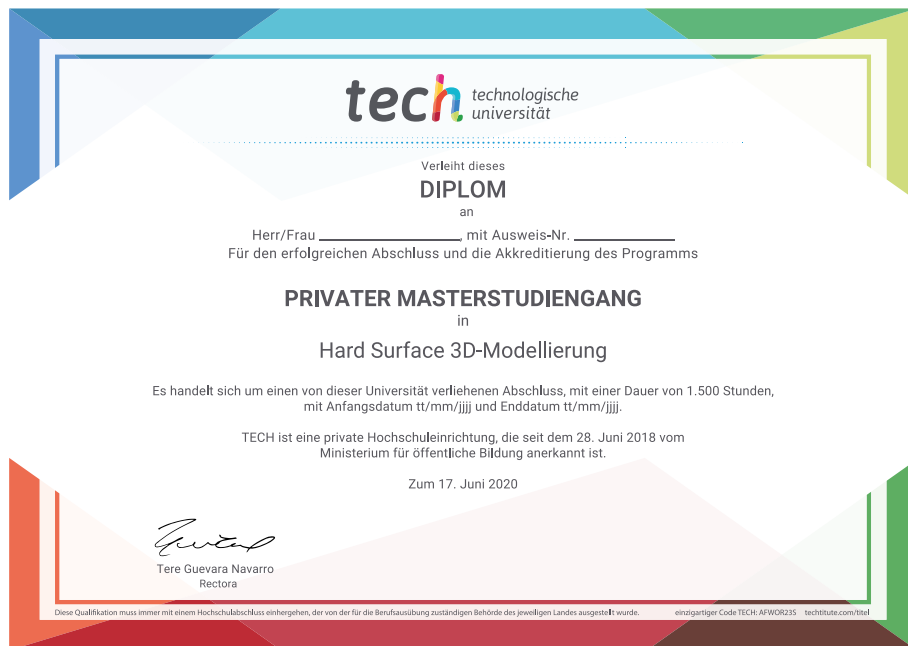 tech technologische
universität
Verleiht dieses
DIPLOM
an
Herr/Frau ____________, mit Ausweis-Nr. ____________
Für den erfolgreichen Abschluss und die Akkreditierung des Programms
PRIVATER MASTERSTUDIENGANG
in
Hard Surface 3D-Modellierung
Es handelt sich um einen von dieser Universität verliehenen Abschluss, mit einer Dauer von 1.500 Stunden,
mit Anfangsdatum tt/mm/jjjj und Enddatum tt/mm/jjjj.
TECH ist eine private Hochschuleinrichtung, die seit dem 28. Juni 2018 vom
Ministerium für öffentliche Bildung anerkannt ist.
Zum 17. Juni 2020
Tere Guevara Navarro
Rectora
Diese Qualifikation muss immer mit einem Hochschulabschluss einhergehen, der von der für die Berufsausübung zuständigen Behörde des jeweiligen Landes ausgestellt wurde. einzigartiger Code TECH: AFWOR23S techtitute.com/titel